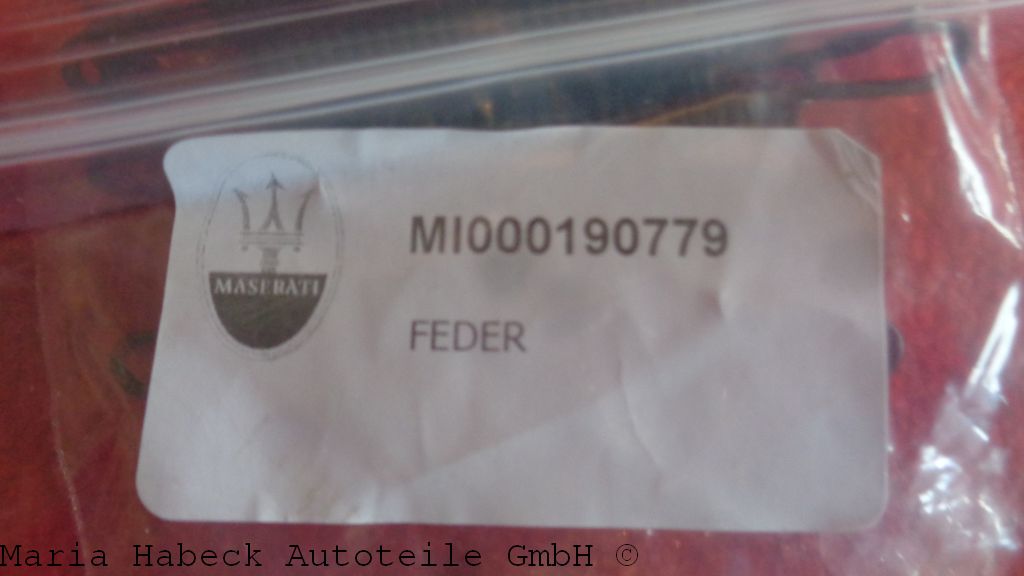 MASERATI
MI000190779
FEDER
Maria Habeck Autoteile GmbH ©